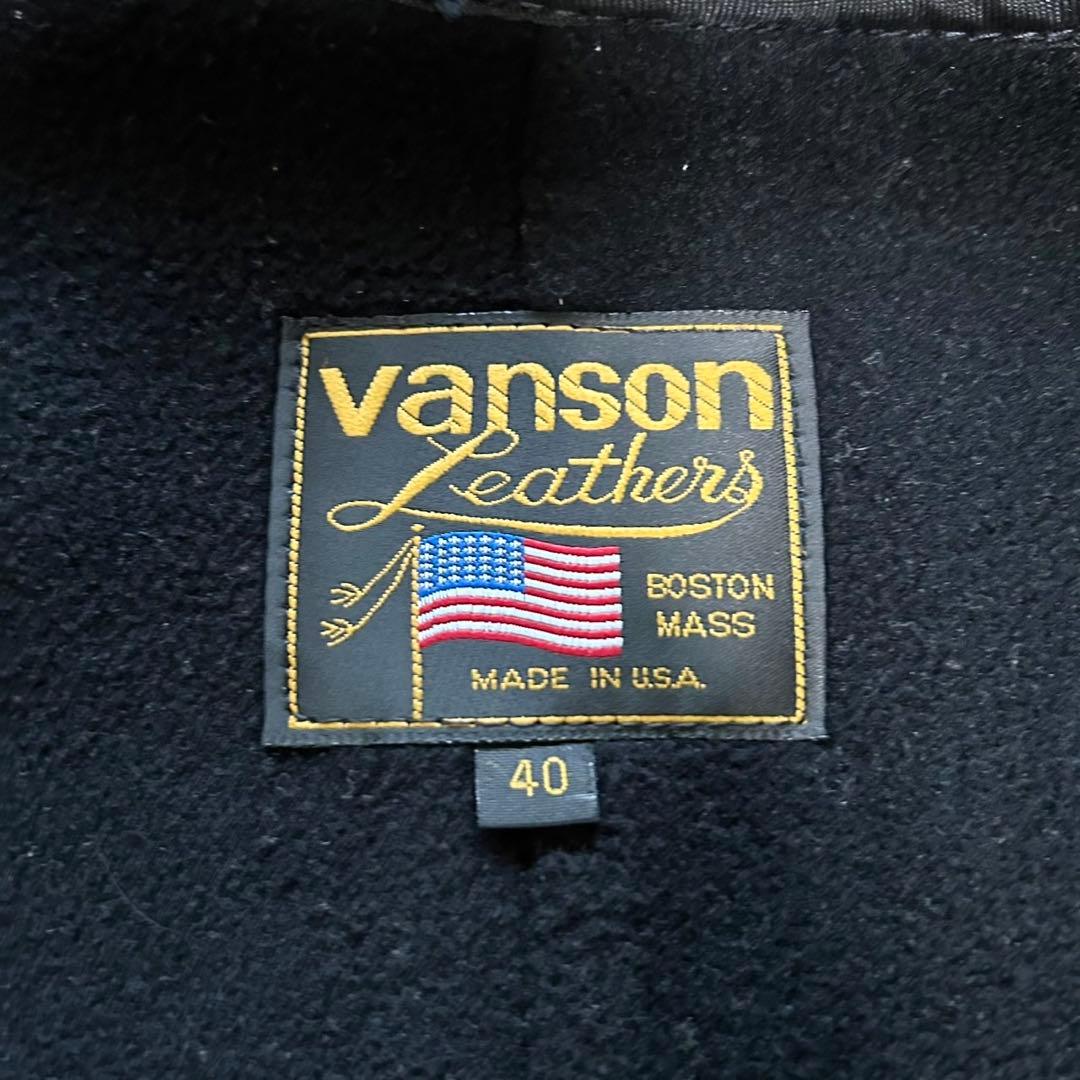 vanson
Leathers
BOSTON
MASS
MADE IN U.S.A.
40